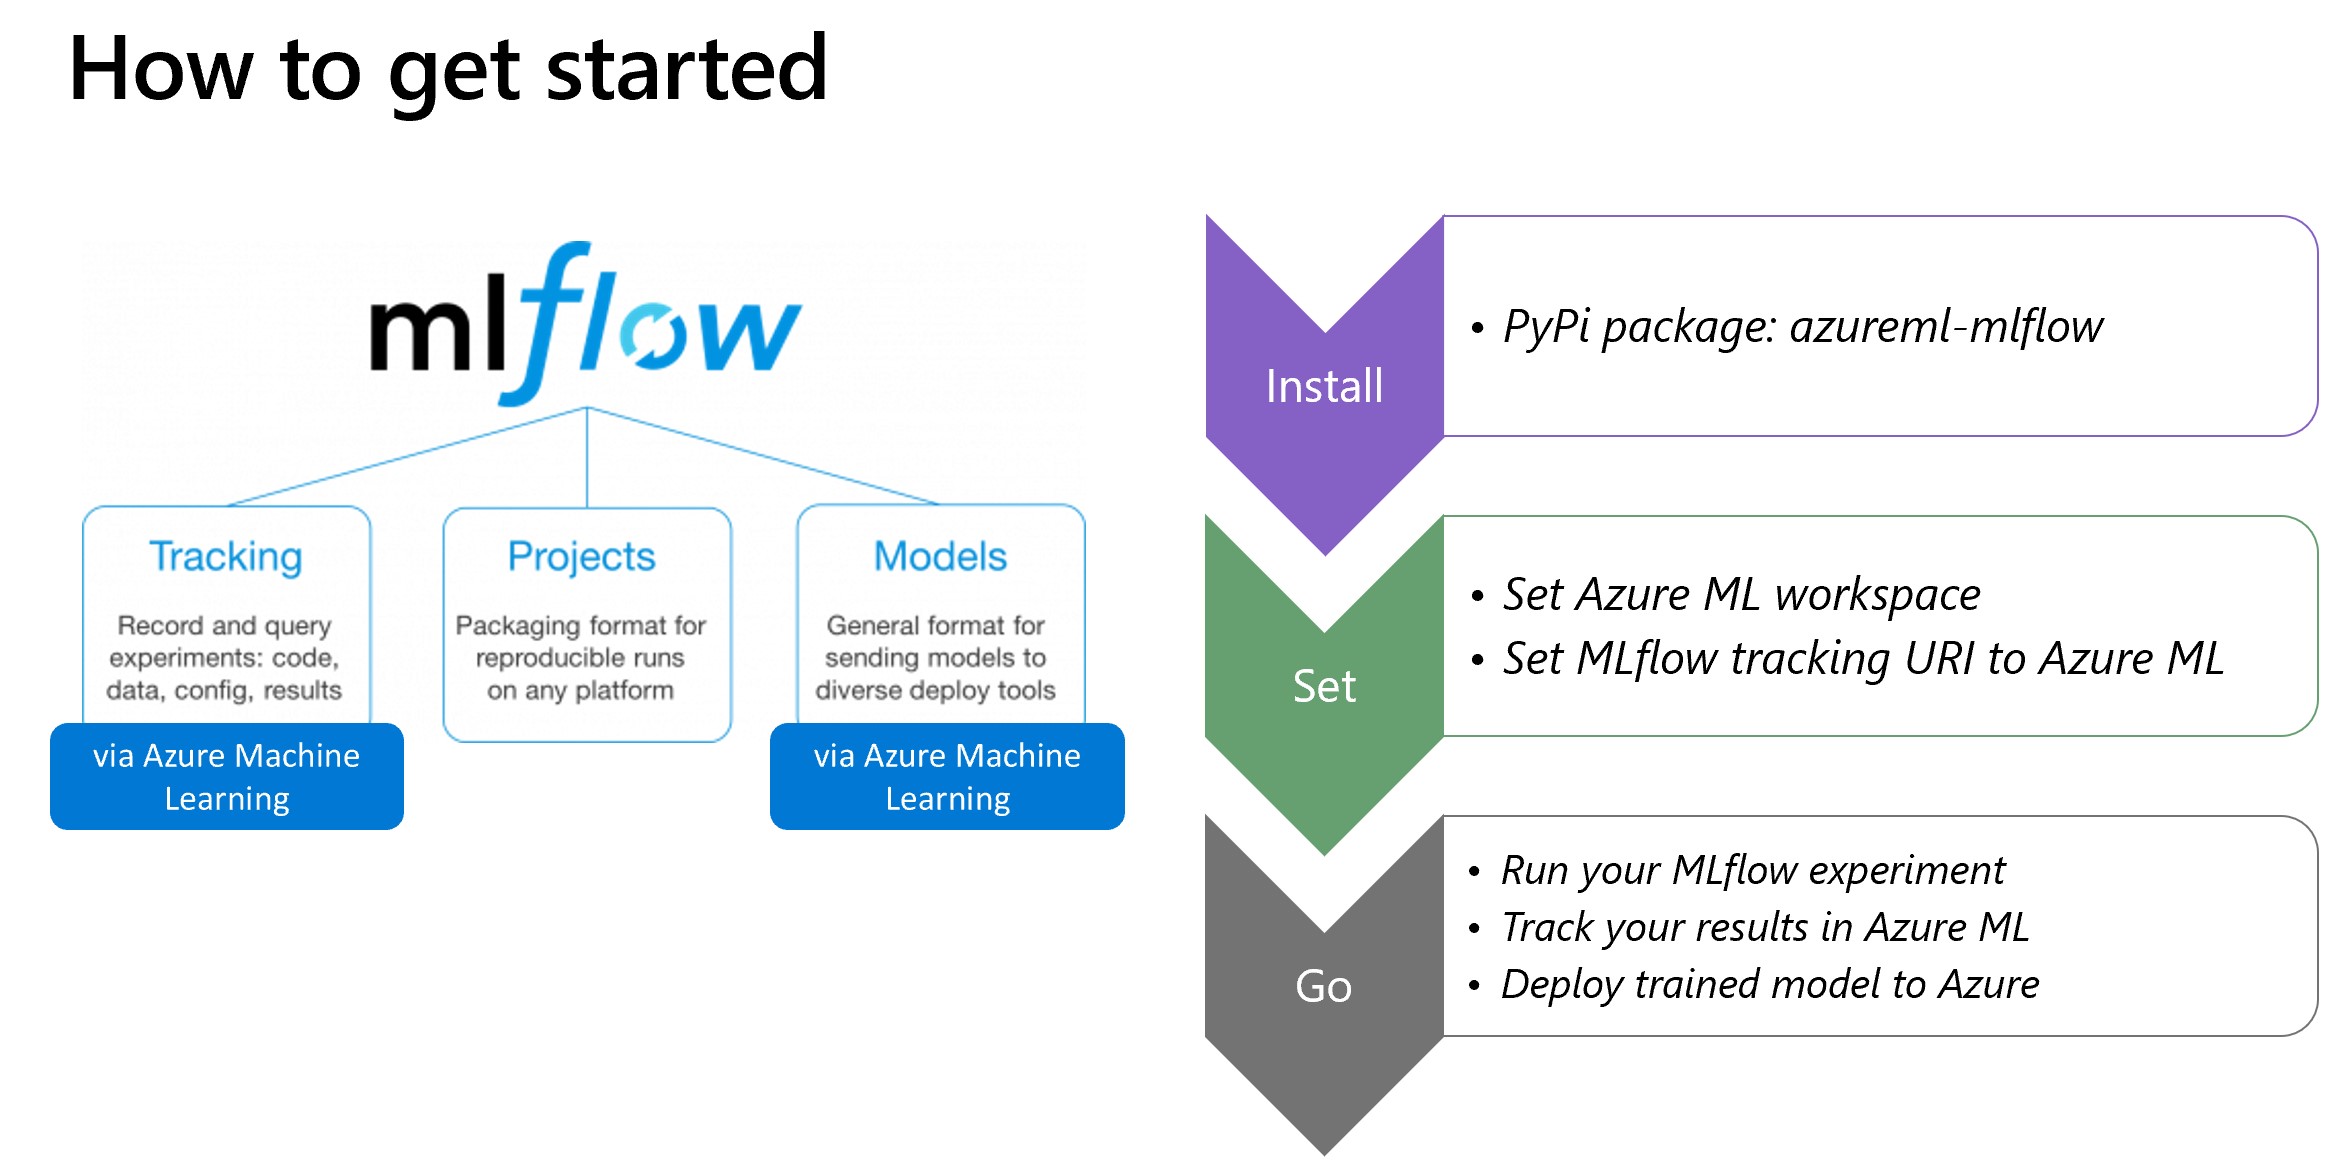 How to get started
mlflow
Tracking
Record and query
experiments: code,
data, config, results
via Azure Machine
Learning
Projects
Packaging format for
reproducible runs
on any platform
Models
General format for
sending models to
diverse deploy tools
via Azure Machine
Learning
Install
• PyPi package: azureml-mlflow
Set
• Set Azure ML workspace
• Set MLflow tracking URI to Azure ML
Go
• Run your MLflow experiment
• Track your results in Azure ML
• Deploy trained model to Azure